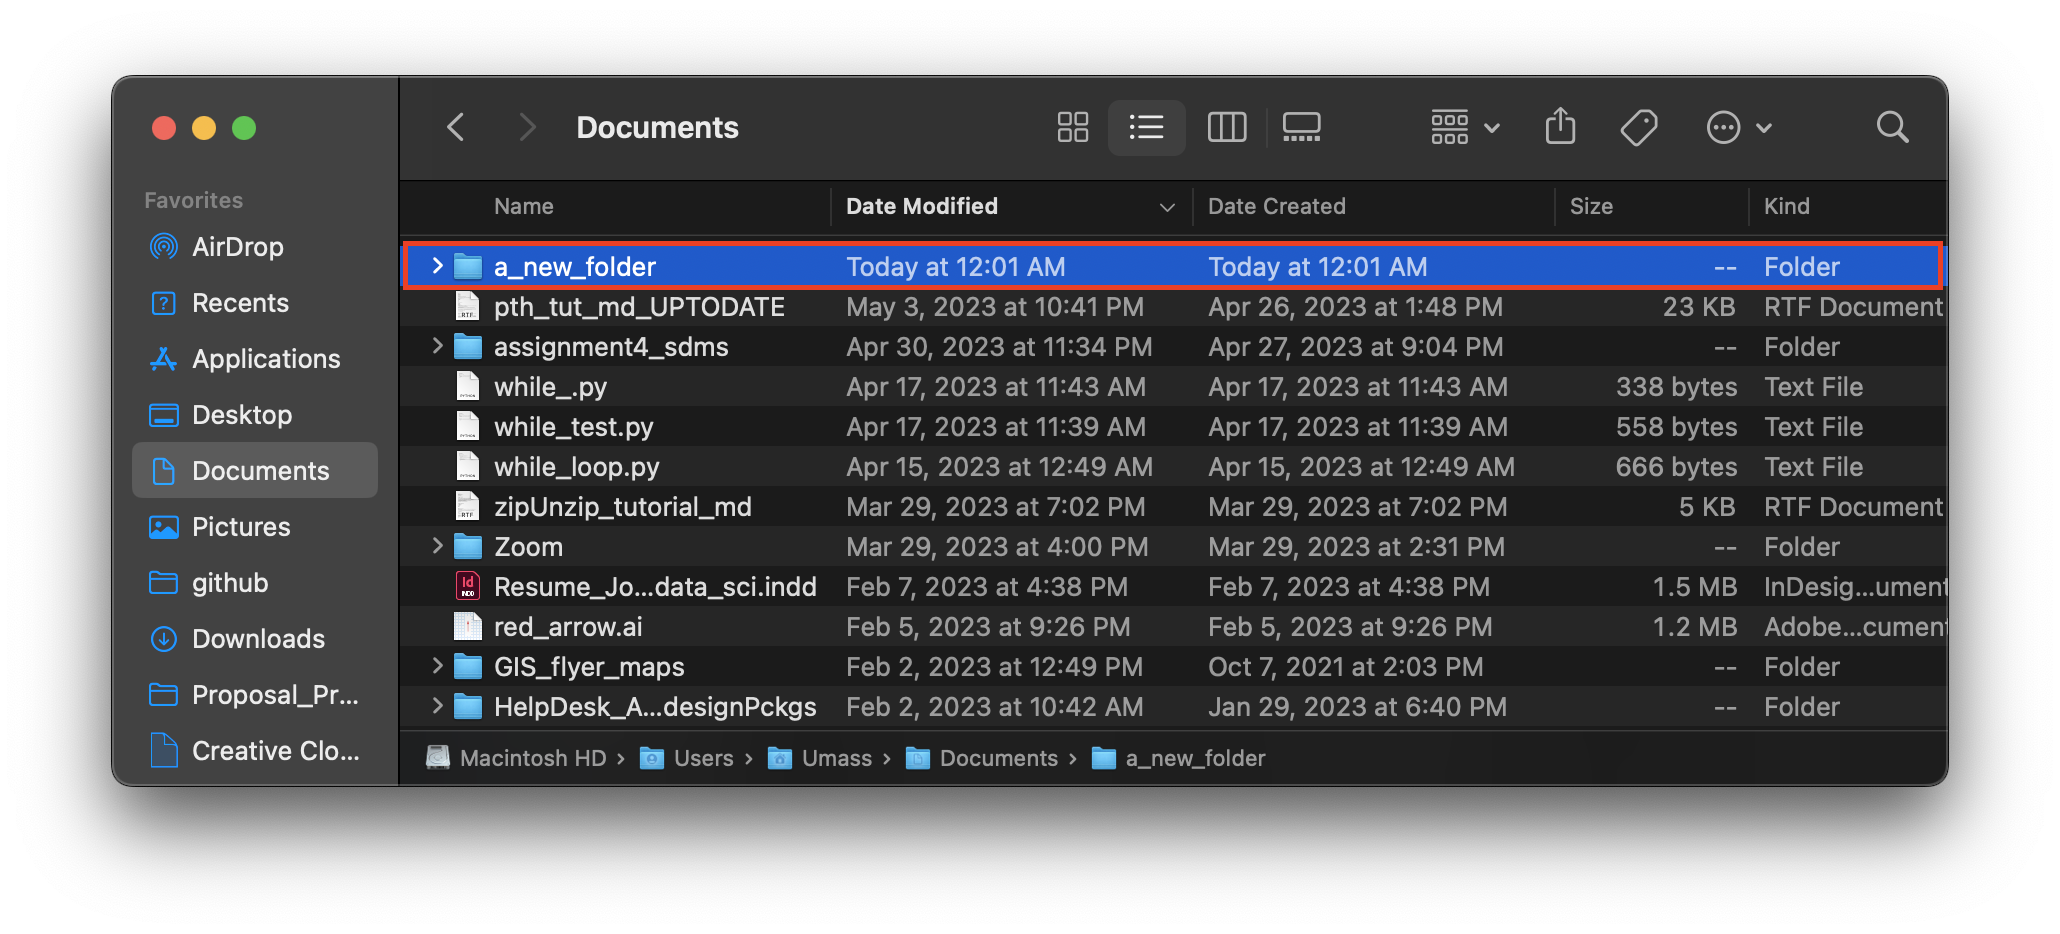 Documents
Favorites
AirDrop
Recents
Applications
Desktop
Documents
Pictures
github
Downloads
Proposal_Pr...
Creative Clo...
Name Date Modified Date Created Size Kind
a_new_folder Today at 12:01 AM Today at 12:01 AM -- Folder
pth_tut_md_UPTODATE May 3, 2023 at 10:41 PM Apr 26, 2023 at 1:48 PM 23 KB RTF Document
assignment4_sdms Apr 30, 2023 at 11:34 PM Apr 27, 2023 at 9:04 PM -- Folder
while_.py Apr 17, 2023 at 11:43 AM Apr 17, 2023 at 11:43 AM 338 bytes Text File
while_test.py Apr 17, 2023 at 11:39 AM Apr 17, 2023 at 11:39 AM 558 bytes Text File
while_loop.py Apr 15, 2023 at 12:49 AM Apr 15, 2023 at 12:49 AM 666 bytes Text File
zipUnzip_tutorial_md Mar 29, 2023 at 7:02 PM Mar 29, 2023 at 7:02 PM 5 KB RTF Document
Zoom Mar 29, 2023 at 4:00 PM Mar 29, 2023 at 2:31 PM -- Folder
Resume_Jo...data_sci.indd Feb 7, 2023 at 4:38 PM Feb 7, 2023 at 4:38 PM 1.5 MB InDesig...ument
red_arrow.ai Feb 5, 2023 at 9:26 PM Feb 5, 2023 at 9:26 PM 1.2 MB Adobe...cument
GIS_flyer_maps Feb 2, 2023 at 12:49 PM Oct 7, 2021 at 2:03 PM -- Folder
HelpDesk_A...designPckgs Feb 2, 2023 at 10:42 AM Jan 29, 2023 at 6:40 PM -- Folder
Macintosh HD › Users › Umass › Documents › a_new_folder